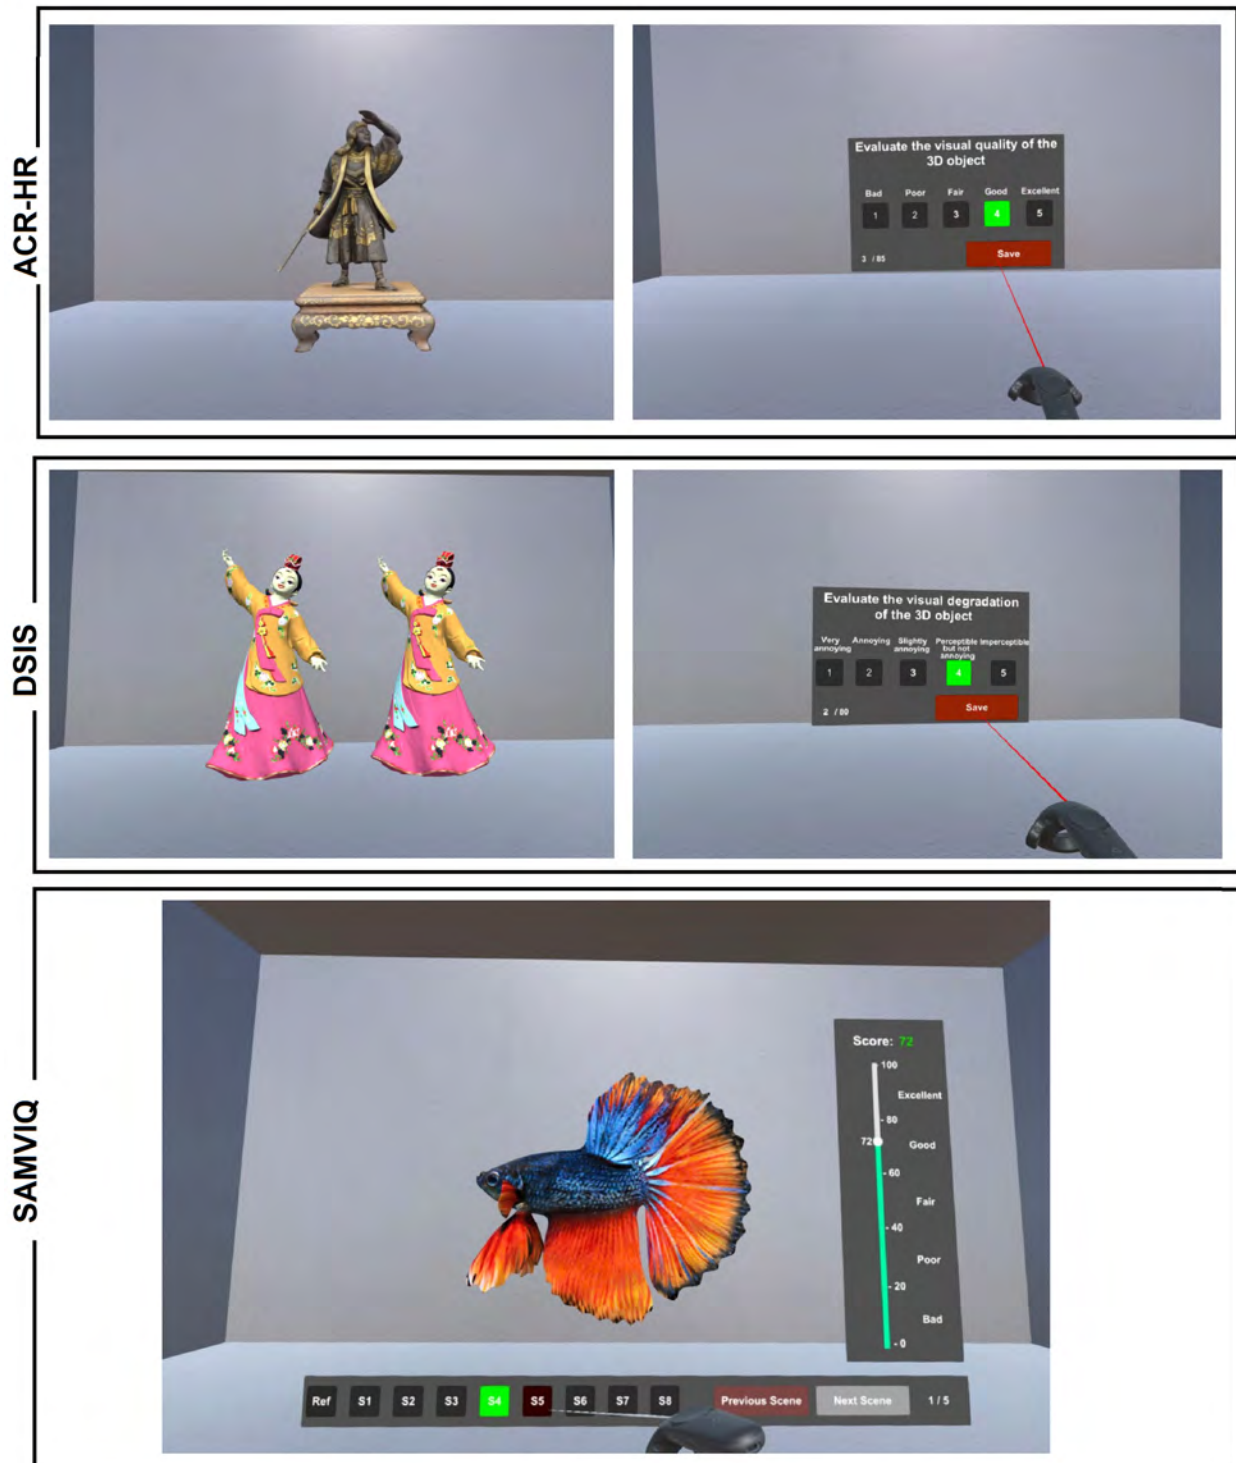 ACR-HR
Evaluate the visual quality of the
3D object
Bad Poor Fair Good Excellent
1 2 3 4 5
3 / 85
Save
DSIS
Evaluate the visual degradation
of the 3D object
Very
annoying
Annoying
Slightly
annoying
Perceptible
but not
annoying
Imperceptible
1 2 3 4 5
2 / 80
Save
SAMVIQ
Score: 72
100
Excellent
80
72
Good
60
Fair
40
Poor
20
Bad
0
Ref S1 S2 S3 S4 S5 S6 S7 S8 Previous Scene Next Scene 1 / 5